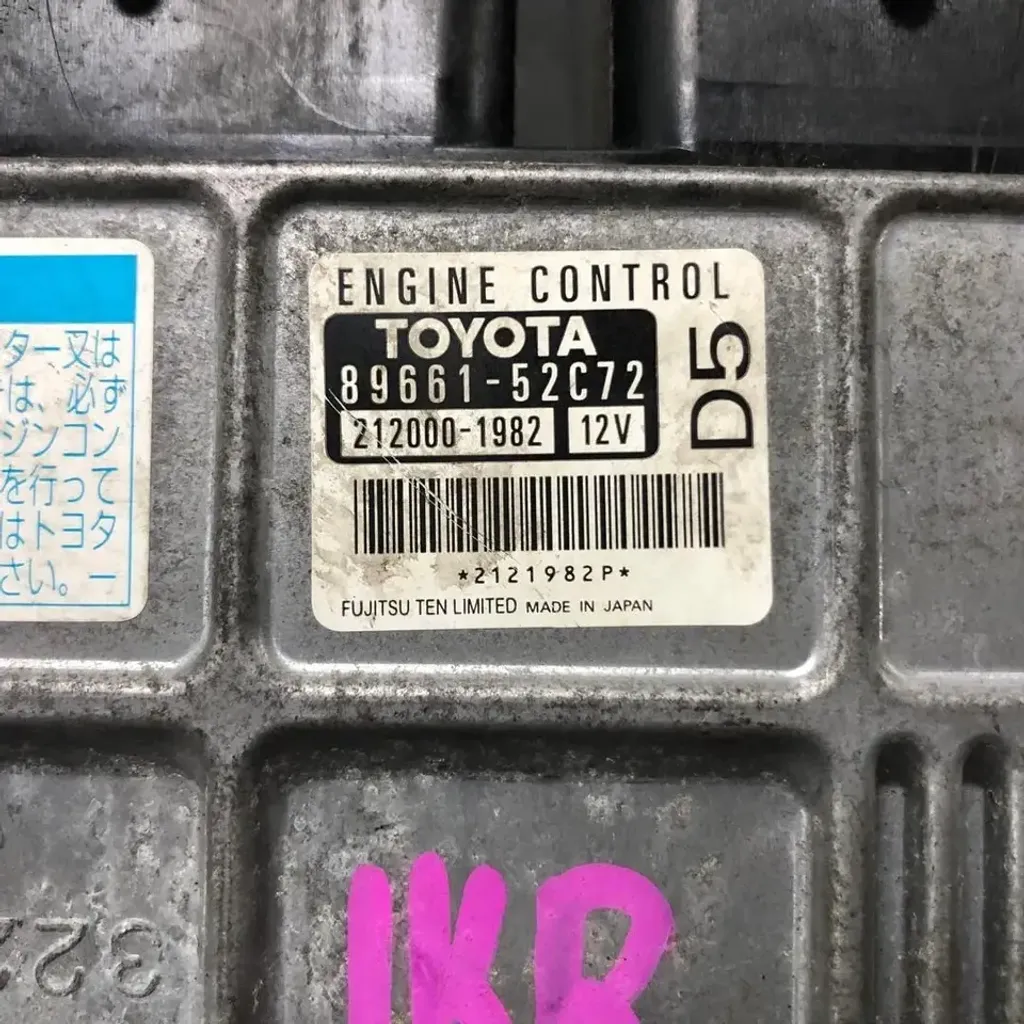 ENGINE CONTROL
TOYOTA
89661-52C72
212000-1982 12V
D5
*2121982P*
FUJITSU TEN LIMITED MADE IN JAPAN
ター又は
は、必ず
ジンコン
を行って
はトヨタ
さい。ー
1KR
32